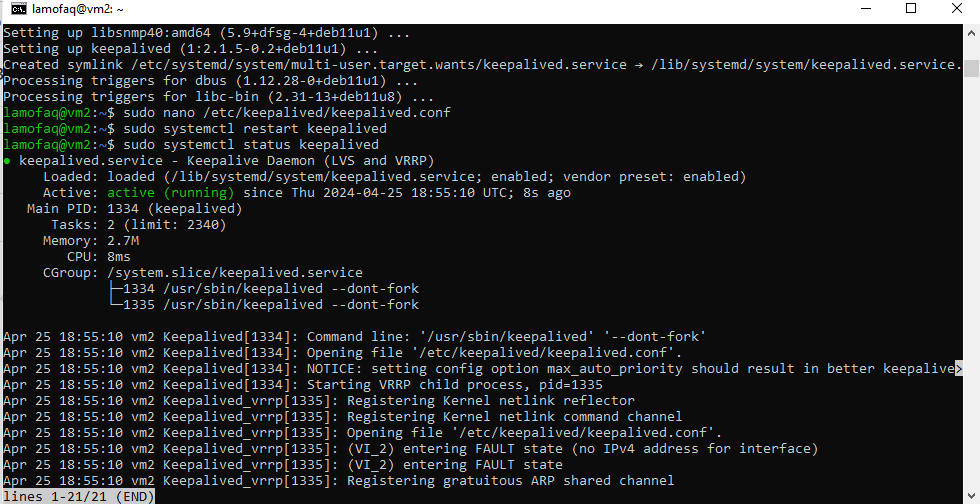 lamofaq@vm2: ~
Setting up libsnmp40:amd64 (5.9+dfsg-4+deb11u1) ...
Setting up keepalived (1:2.1.5-0.2+deb11u1) ...
Created symlink /etc/systemd/system/multi-user.target.wants/keepalived.service → /lib/systemd/system/keepalived.service.
Processing triggers for dbus (1.12.28-0+deb11u1) ...
Processing triggers for libc-bin (2.31-13+deb11u8) ...
lamofaq@vm2:~$ sudo nano /etc/keepalived/keepalived.conf
lamofaq@vm2:~$ sudo systemctl restart keepalived
lamofaq@vm2:~$ sudo systemctl status keepalived
● keepalived.service - Keepalive Daemon (LVS and VRRP)
Loaded: loaded (/lib/systemd/system/keepalived.service; enabled; vendor preset: enabled)
Active: active (running) since Thu 2024-04-25 18:55:10 UTC; 8s ago
Main PID: 1334 (keepalived)
Tasks: 2 (limit: 2340)
Memory: 2.7M
CPU: 8ms
CGroup: /system.slice/keepalived.service
├─1334 /usr/sbin/keepalived --dont-fork
└─1335 /usr/sbin/keepalived --dont-fork
Apr 25 18:55:10 vm2 Keepalived[1334]: Command line: '/usr/sbin/keepalived' '--dont-fork'
Apr 25 18:55:10 vm2 Keepalived[1334]: Opening file '/etc/keepalived/keepalived.conf'.
Apr 25 18:55:10 vm2 Keepalived[1334]: NOTICE: setting config option max_auto_priority should result in better keepalive>
Apr 25 18:55:10 vm2 Keepalived[1334]: Starting VRRP child process, pid=1335
Apr 25 18:55:10 vm2 Keepalived_vrrp[1335]: Registering Kernel netlink reflector
Apr 25 18:55:10 vm2 Keepalived_vrrp[1335]: Registering Kernel netlink command channel
Apr 25 18:55:10 vm2 Keepalived_vrrp[1335]: Opening file '/etc/keepalived/keepalived.conf'.
Apr 25 18:55:10 vm2 Keepalived_vrrp[1335]: (VI_2) entering FAULT state (no IPv4 address for interface)
Apr 25 18:55:10 vm2 Keepalived_vrrp[1335]: (VI_2) entering FAULT state
Apr 25 18:55:10 vm2 Keepalived_vrrp[1335]: Registering gratuitous ARP shared channel
lines 1-21/21 (END)